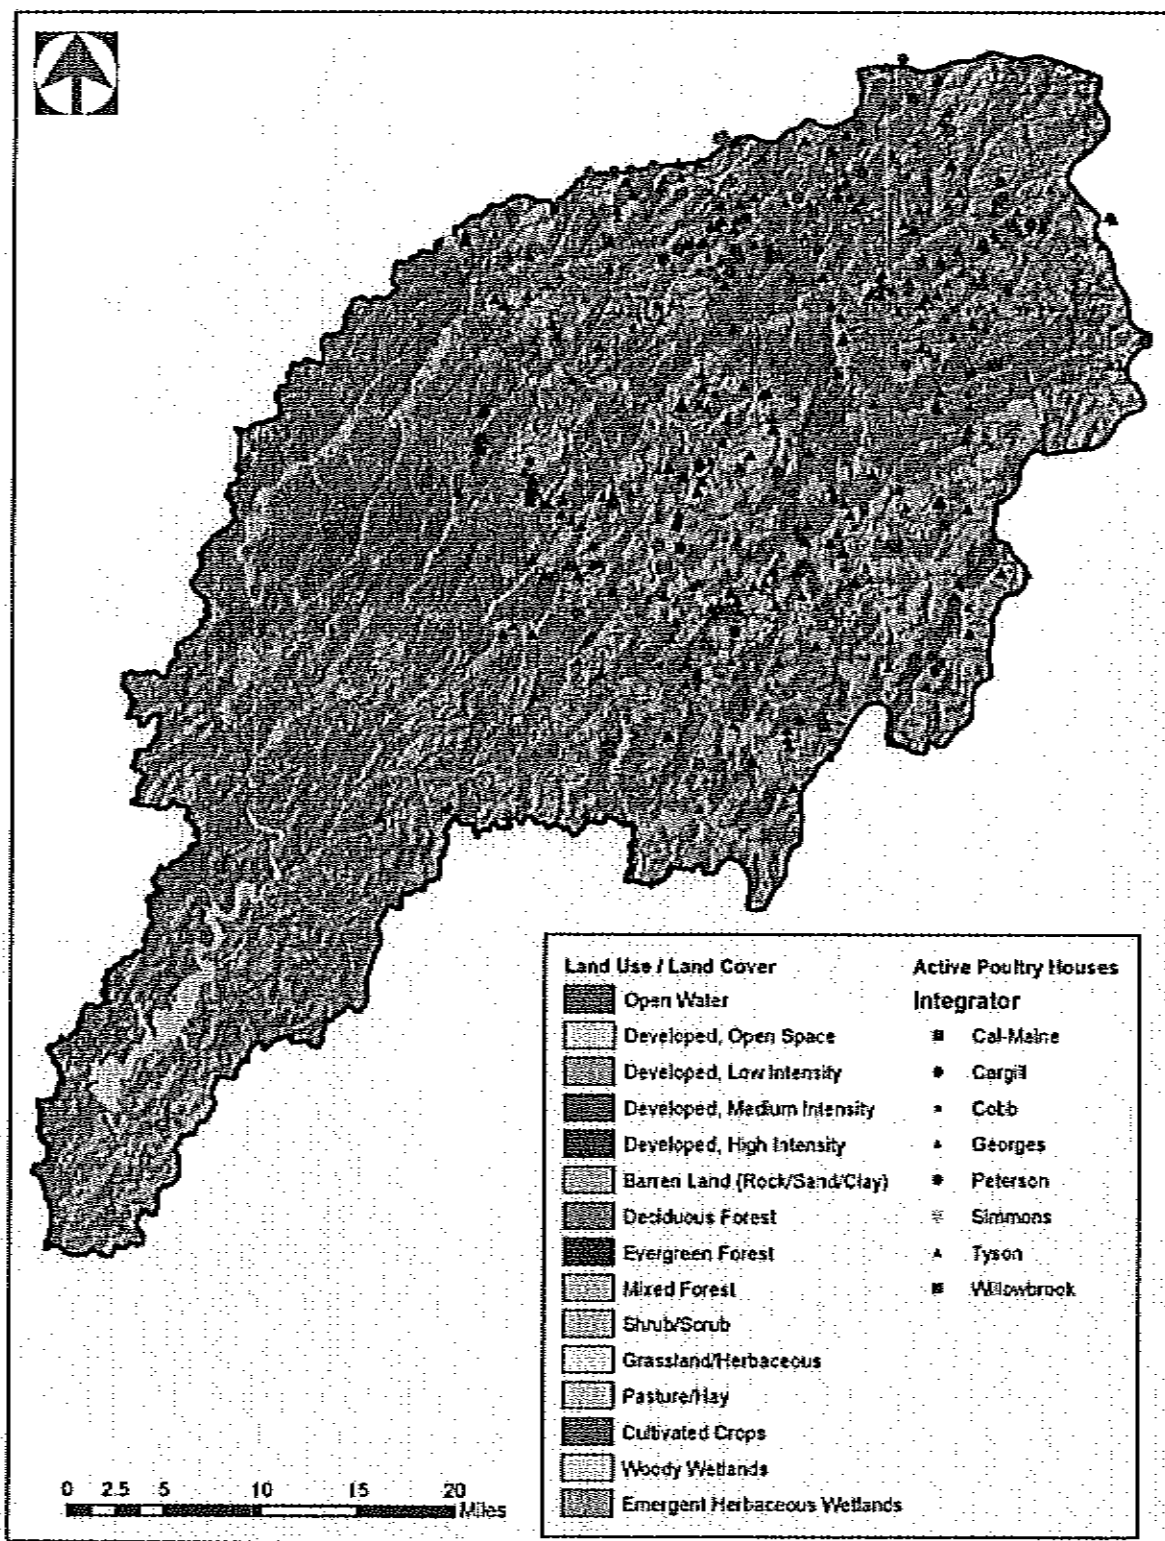 Land Use / Land Cover
Open Water
Developed, Open Space
Developed, Low Intensity
Developed, Medium Intensity
Developed, High Intensity
Barren Land (Rock/Sand/Clay)
Deciduous Forest
Evergreen Forest
Mixed Forest
Shrub/Scrub
Grassland/Herbaceous
Pasture/Hay
Cultivated Crops
Woody Wetlands
Emergent Herbaceous Wetlands
Active Poultry Houses
Integrator
Cal-Maine
Cargill
Cobb
Georges
Peterson
Simmons
Tyson
Willowbrook
0 2.5 5 10 15 20
Miles